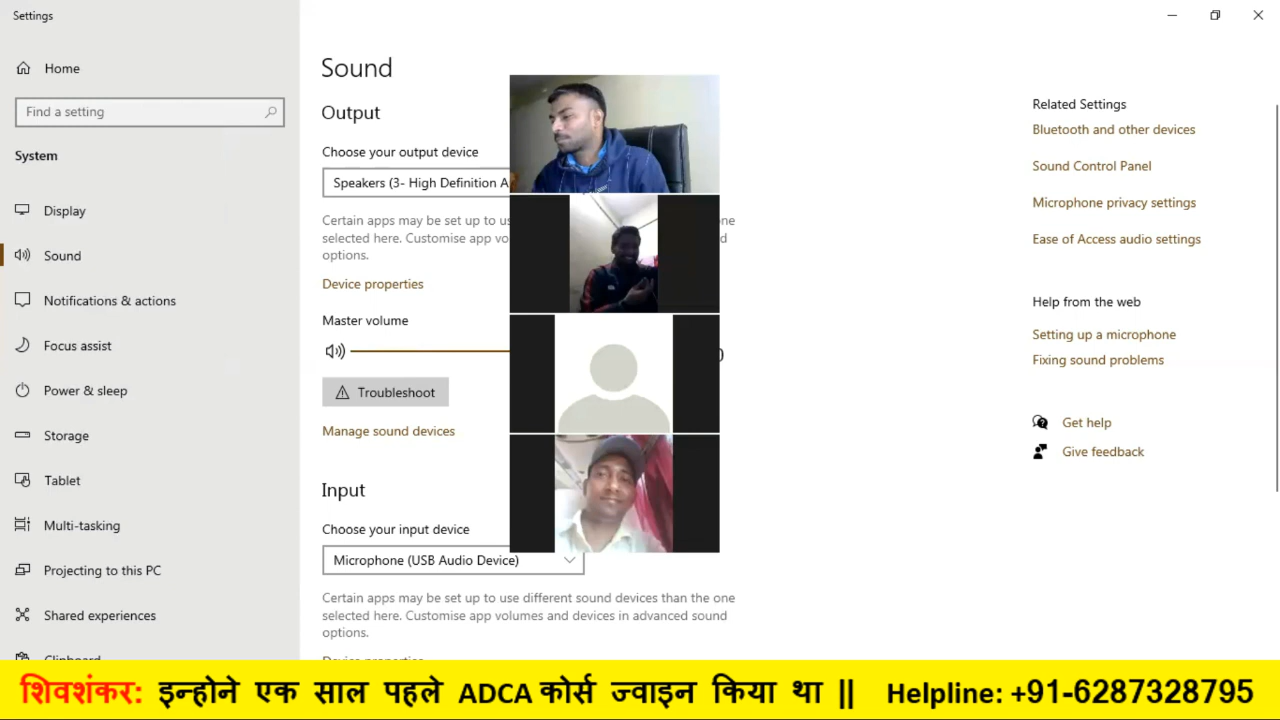 Settings
Home
Find a setting
System
Display
Sound
Notifications & actions
Focus assist
Power & sleep
Storage
Tablet
Multi-tasking
Projecting to this PC
Shared experiences
Clipboard
Sound
Output
Choose your output device
Speakers (3- High Definition A
Certain apps may be set up to us ne
selected here. Customise app vo d
options.
Device properties
Master volume
Troubleshoot
Manage sound devices
Input
Choose your input device
Microphone (USB Audio Device)
Certain apps may be set up to use different sound devices than the one
selected here. Customise app volumes and devices in advanced sound
options.
Device properties
Related Settings
Bluetooth and other devices
Sound Control Panel
Microphone privacy settings
Ease of Access audio settings
Help from the web
Setting up a microphone
Fixing sound problems
Get help
Give feedback
शिवशंकर: इन्होने एक साल पहले ADCA कोर्स ज्वाइन किया था || Helpline: +91-6287328795